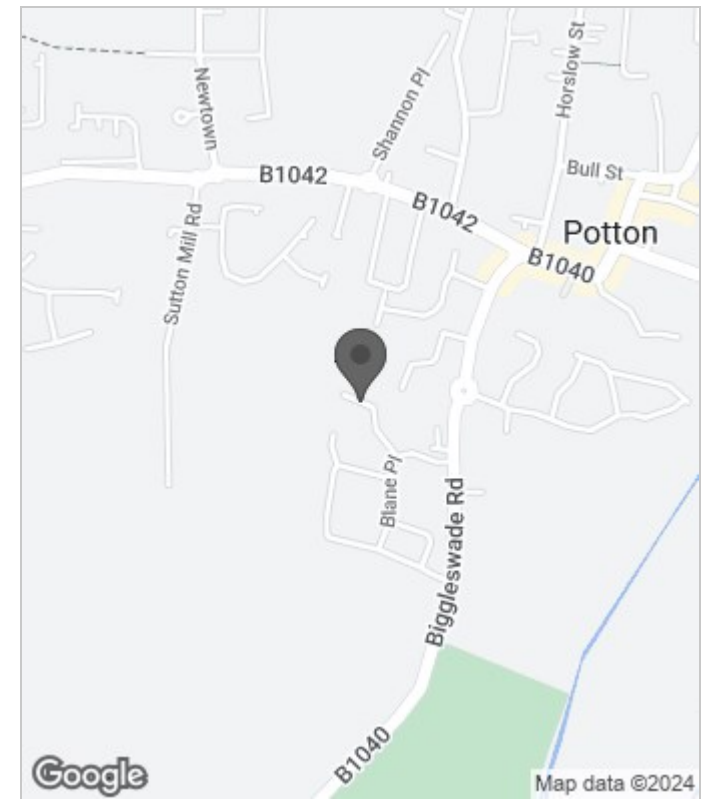 Horslow St
Newtown
Shannon Pl
Bull St
B1042
B1042
Potton
B1040
Sutton Mill Rd
Blane Pl
Biggleswade Rd
B1040
Google
Map data ©2024